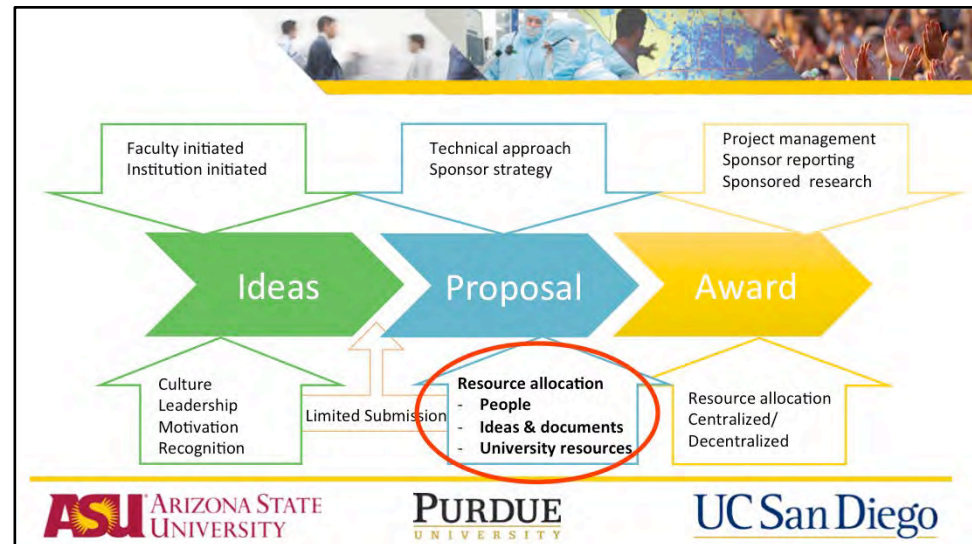 Faculty initiated
Institution initiated
Technical approach
Sponsor strategy
Project management
Sponsor reporting
Sponsored research
Ideas
Proposal
Award
Culture
Leadership
Motivation
Recognition
Limited Submission
Resource allocation
- People
- Ideas & documents
- University resources
Resource allocation
Centralized/
Decentralized
ASU ARIZONA STATE
UNIVERSITY
PURDUE
UNIVERSITY
UC San Diego